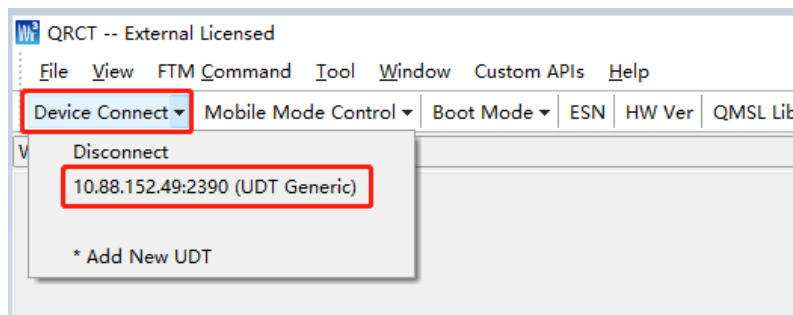 QRCT -- External Licensed
File View FTM Command Tool Window Custom APIs Help
Device Connect Mobile Mode Control Boot Mode ESN HW Ver QMSL Lib
Disconnect
10.88.152.49:2390 (UDT Generic)
* Add New UDT